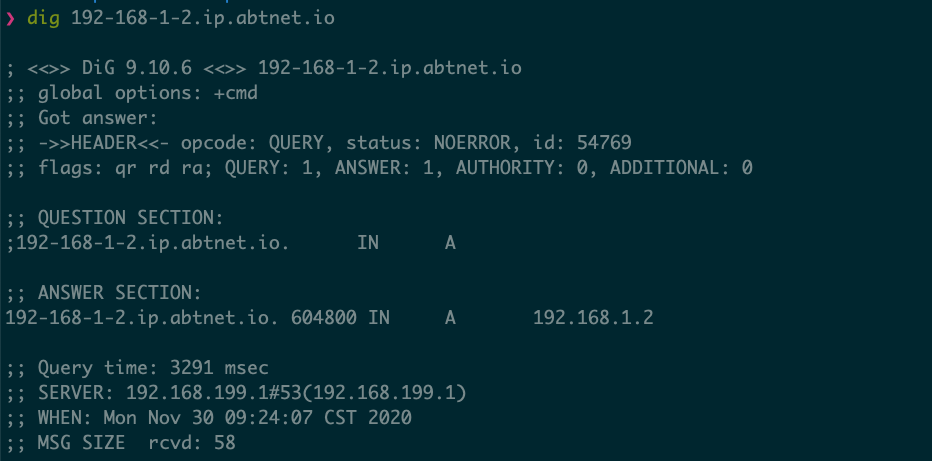 ❯ dig 192-168-1-2.ip.abtnet.io
; <<>> DiG 9.10.6 <<>> 192-168-1-2.ip.abtnet.io
;; global options: +cmd
;; Got answer:
;; ->>HEADER<<- opcode: QUERY, status: NOERROR, id: 54769
;; flags: qr rd ra; QUERY: 1, ANSWER: 1, AUTHORITY: 0, ADDITIONAL: 0
;; QUESTION SECTION:
;192-168-1-2.ip.abtnet.io. IN A
;; ANSWER SECTION:
192-168-1-2.ip.abtnet.io. 604800 IN A 192.168.1.2
;; Query time: 3291 msec
;; SERVER: 192.168.199.1#53(192.168.199.1)
;; WHEN: Mon Nov 30 09:24:07 CST 2020
;; MSG SIZE rcvd: 58